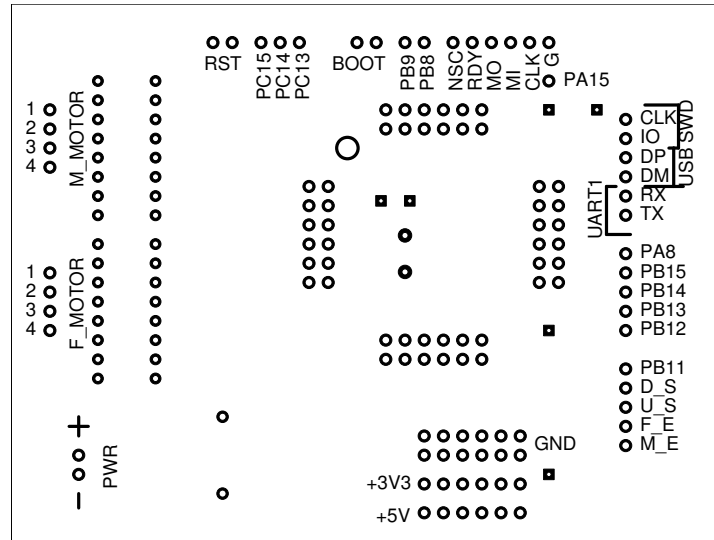 RST
PC15
PC14
PC13
BOOT
PB9
PB8
NSC
RDY
MO
MI
CLK
G
PA15
1
2
3
4
M_MOTOR
CLK
IO
DP
DM
RX
TX
SWD
USB
UART1
1
2
3
4
F_MOTOR
PA8
PB15
PB14
PB13
PB12
PB11
D_S
U_S
F_E
M_E
+
PWR
-
GND
+3V3
+5V